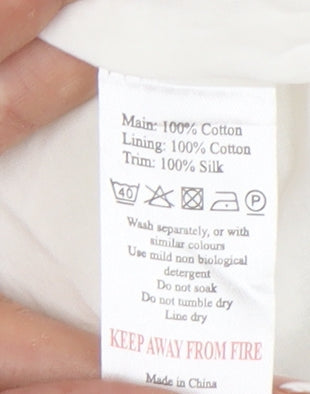 Main: 100% Cotton
Lining: 100% Cotton
Trim: 100% Silk
40 P
Wash separately, or with
similar colours
Use mild non biological
detergent
Do not soak
Do not tumble dry
Line dry
KEEP AWAY FROM FIRE
Made in China